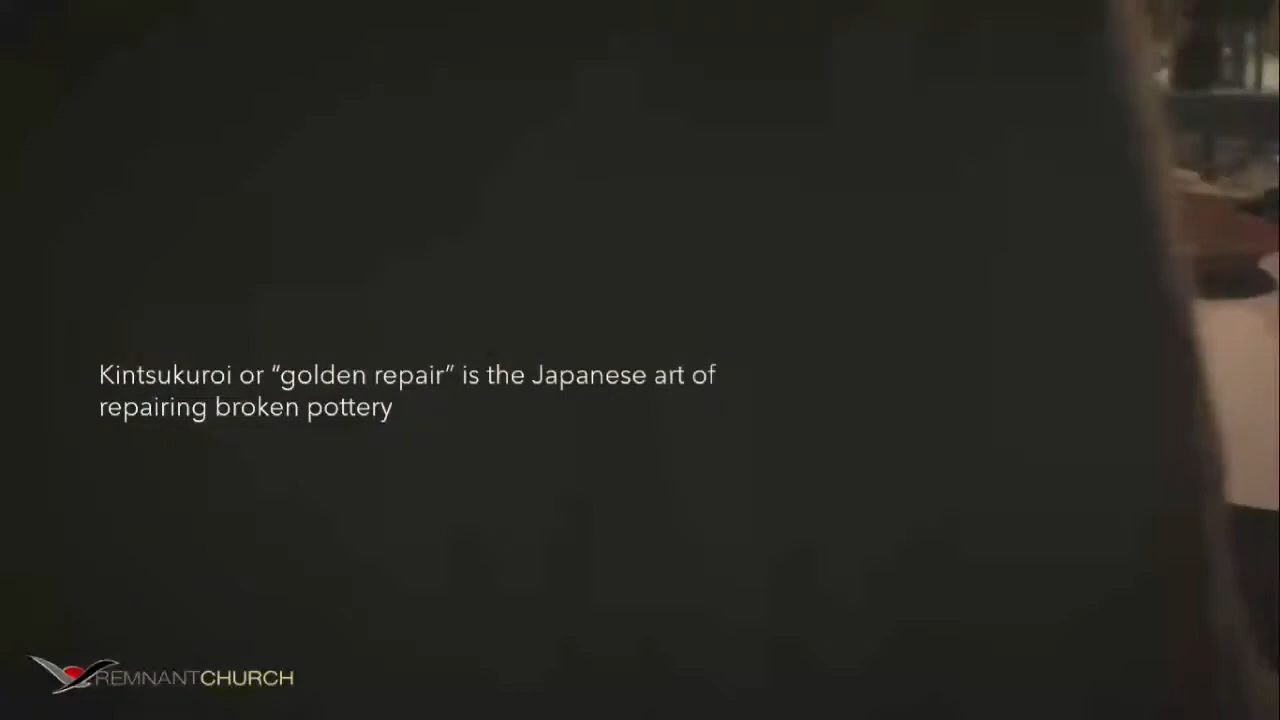 Kintsukuroi or “golden repair” is the Japanese art of
repairing broken pottery
REMNANTCHURCH